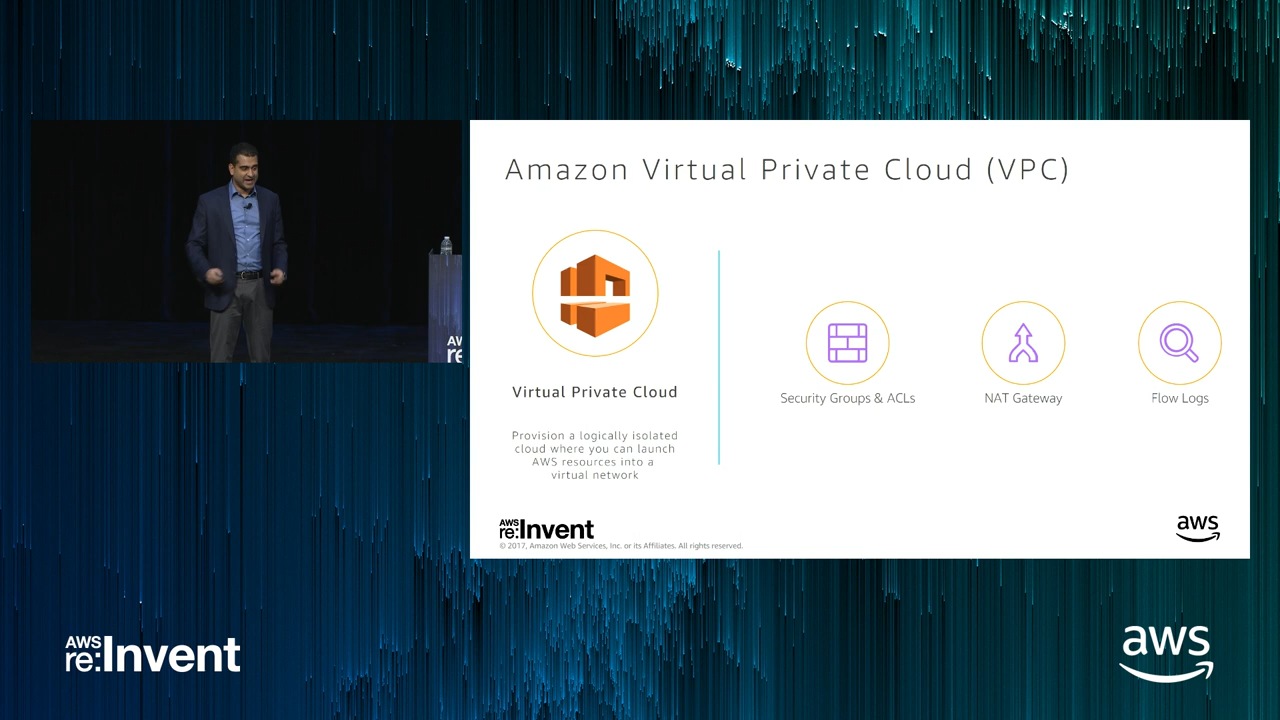 Amazon Virtual Private Cloud (VPC)
Virtual Private Cloud
Provision a logically isolated
cloud where you can launch
AWS resources into a
virtual network
Security Groups & ACLs
NAT Gateway
Flow Logs
AWS
re:Invent
© 2017, Amazon Web Services, Inc. or its Affiliates. All rights reserved.
aws
AW
re
AWS
re:Invent
aws